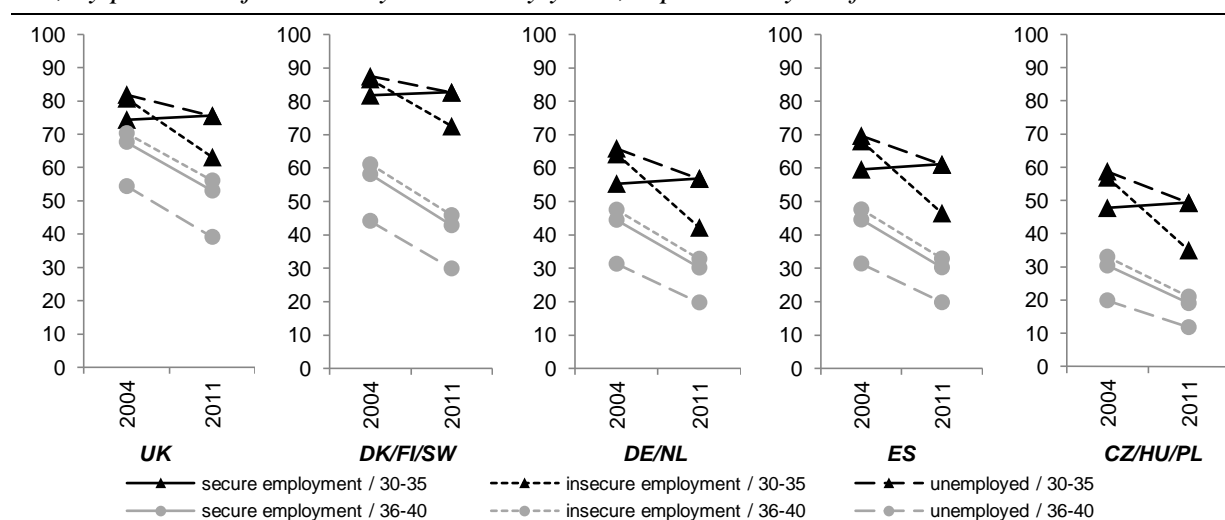 100 100 100 100 100
90 90 90 90 90
80 80 80 80 80
70 70 70 70 70
60 60 60 60 60
50 50 50 50 50
40 40 40 40 40
30 30 30 30 30
20 20 20 20 20
10 10 10 10 10
0 0 0 0 0
2004 2011 2004 2011 2004 2011 2004 2011 2004 2011
UK DK/FI/SW DE/NL ES CZ/HU/PL
secure employment / 30-35 insecure employment / 30-35 unemployed / 30-35
secure employment / 36-40 insecure employment / 36-40 unemployed / 36-40